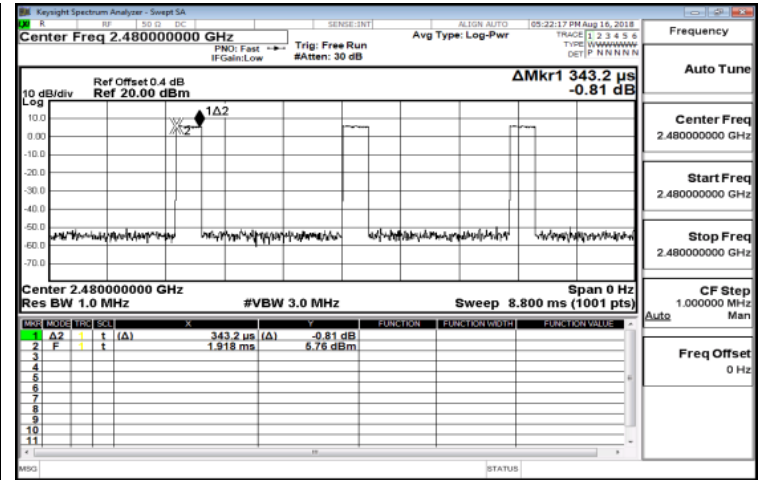 Keysight Spectrum Analyzer - Swept SA
R RF 50 Ω DC SENSE:INT ALIGN AUTO 05:22:17 PM Aug 16, 2018
Center Freq 2.480000000 GHz
PNO: Fast Trig: Free Run
IFGain:Low #Atten: 30 dB
Avg Type: Log-Pwr
TRACE 1 2 3 4 5 6
TYPE WWWWWW
DET P NNNNN
Ref Offset 0.4 dB
10 dB/div Ref 20.00 dBm
Log
ΔMkr1 343.2 µs
-0.81 dB
1Δ2
10.0
0.00
-10.0
-20.0
-30.0
-40.0
-50.0
-60.0
-70.0
2
Center 2.480000000 GHz Span 0 Hz
Res BW 1.0 MHz #VBW 3.0 MHz Sweep 8.800 ms (1001 pts)
MKR MODE TRC SCL X Y FUNCTION FUNCTION WIDTH FUNCTION VALUE
1 Δ2 1 t (Δ) 343.2 µs (Δ) -0.81 dB
2 F 1 t 1.918 ms 5.76 dBm
3
4
5
6
7
8
9
10
11
MSG STATUS
Frequency
Auto Tune
Center Freq
2.480000000 GHz
Start Freq
2.480000000 GHz
Stop Freq
2.480000000 GHz
CF Step
1.000000 MHz
Auto Man
Freq Offset
0 Hz